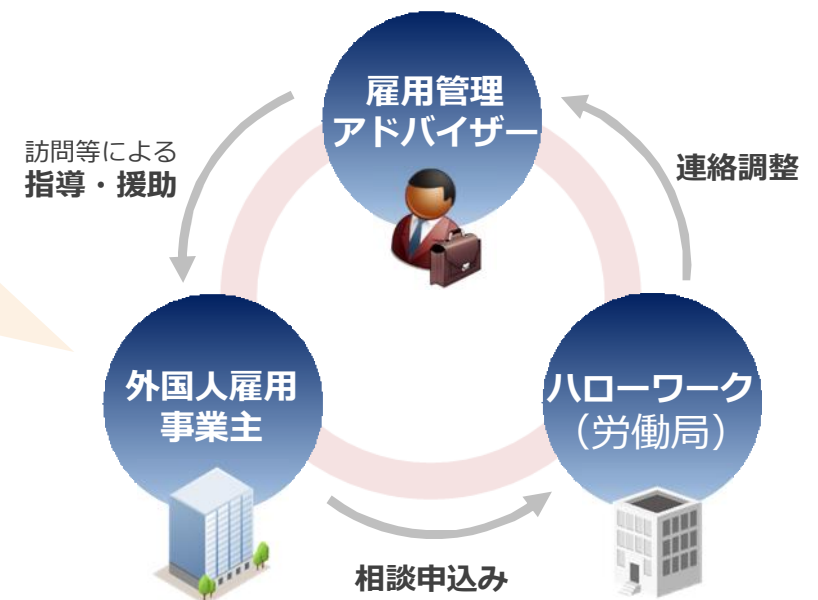 雇用管理
アドバイザー
訪問等による
指導・援助
連絡調整
外国人雇用
事業主
ハローワーク
（労働局）
相談申込み